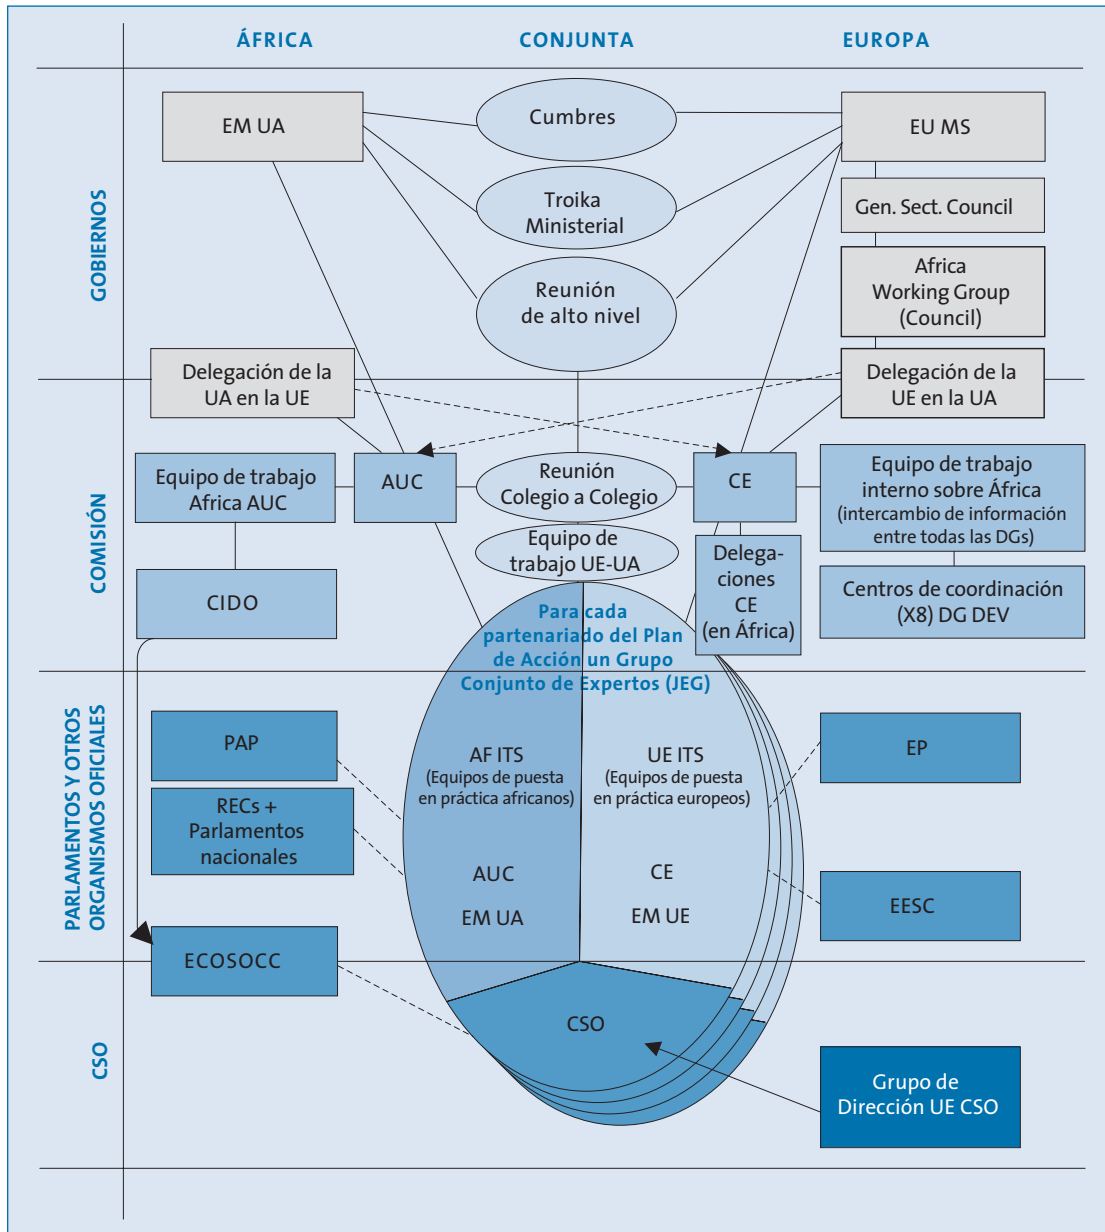 ÁFRICA
CONJUNTA
EUROPA
GOBIERNOS
EM UA
Cumbres
EU MS
Troika
Ministerial
Gen. Sect. Council
Reunión
de alto nivel
Africa
Working Group
(Council)
Delegación de la
UA en la UE
Delegación de la
UE en la UA
COMISIÓN
Equipo de trabajo
Africa AUC
AUC
Reunión
Colegio a Colegio
CE
Equipo de trabajo
interno sobre África
(intercambio de información
entre todas las DGs)
Equipo de
trabajo UE-UA
Delega-
ciones
CE
(en África)
CIDO
Centros de coordinación
(X8) DG DEV
Para cada
partenariado del Plan
de Acción un Grupo
Conjunto de Expertos (JEG)
PARLAMENTOS Y OTROS
ORGANISMOS OFICIALES
PAP
AF ITS
(Equipos de puesta
en práctica africanos)
UE ITS
(Equipos de puesta
en práctica europeos)
EP
RECs +
Parlamentos
nacionales
AUC
EM UA
CE
EM UE
EESC
ECOSOCC
CSO
CSO
Grupo de
Dirección UE CSO